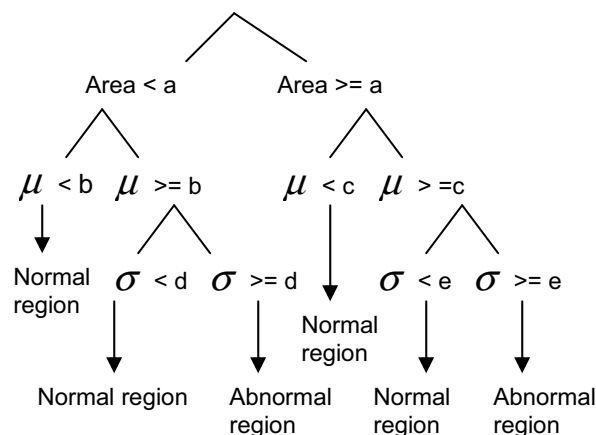 Area < a Area >= a
μ < b μ >= b μ < c μ > =c
Normal
region
σ < d σ >= d σ < e σ >= e
Normal
region
Normal region Abnormal
region Normal
region Abnormal
region